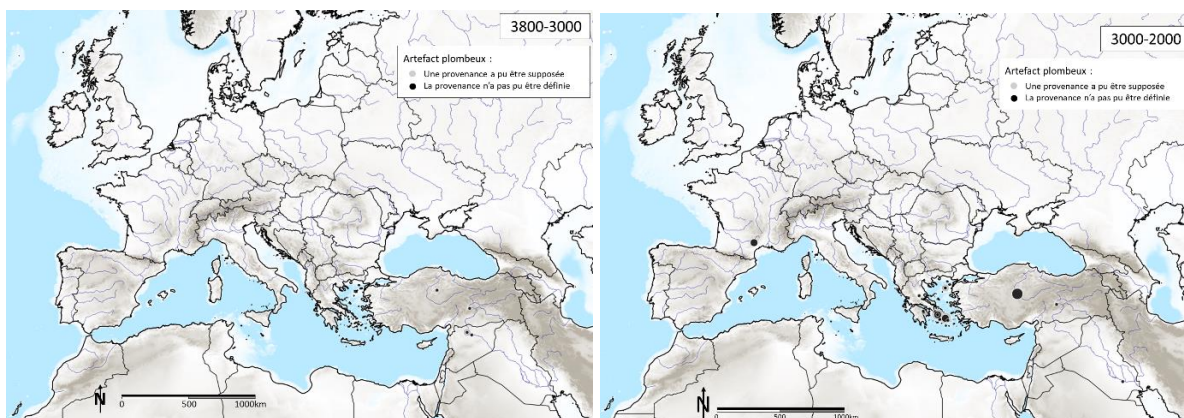 3800-3000
Artefact plombeux :
Une provenance a pu être supposée
La provenance n'a pas pu être définie
N
0 500 1000km
3000-2000
Artefact plombeux :
Une provenance a pu être supposée
La provenance n'a pas pu être définie
N
0 500 1000km